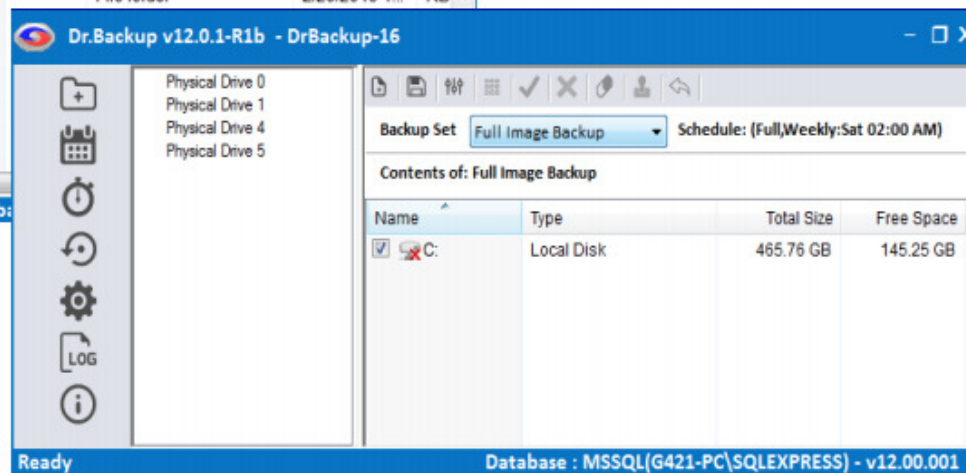 Dr.Backup v12.0.1-R1b - DrBackup-16
Physical Drive 0
Physical Drive 1
Physical Drive 4
Physical Drive 5
Backup Set Full Image Backup Schedule: (Full,Weekly:Sat 02:00 AM)
Contents of: Full Image Backup
Name Type Total Size Free Space
C: Local Disk 465.76 GB 145.25 GB
LOG
Ready Database : MSSQL(G421-PC\SQLEXPRESS) - v12.00.001